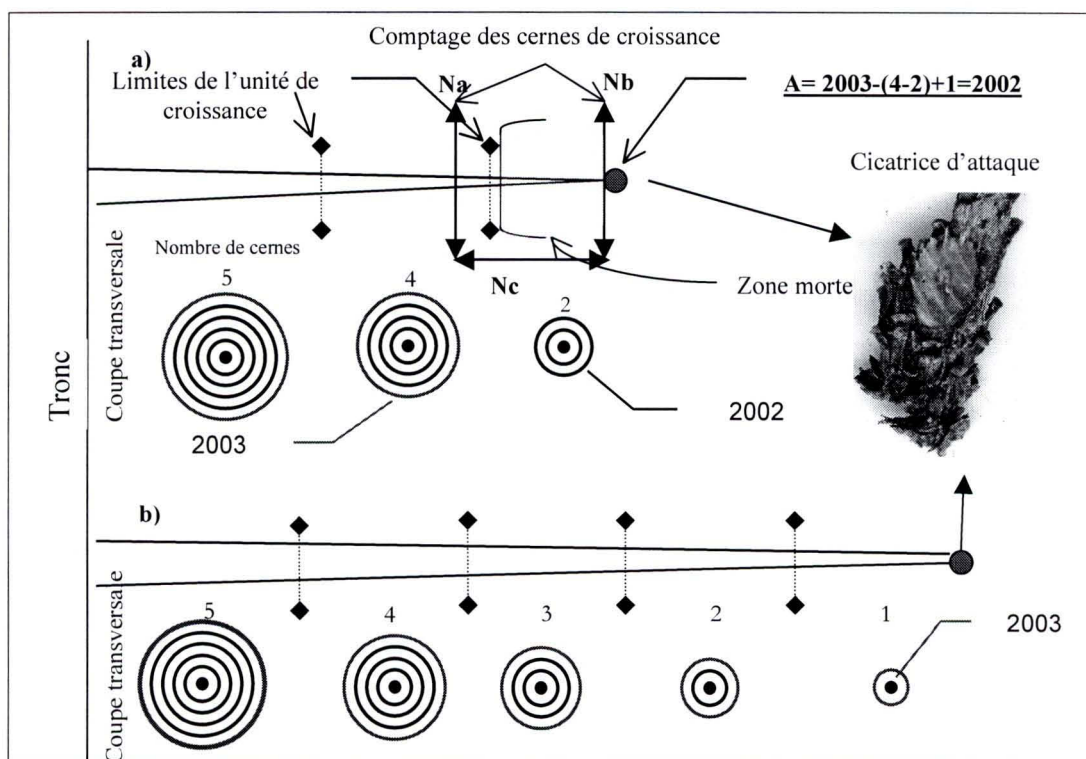 Comptage des cernes de croissance
a)
Limites de l'unité de
croissance
Na
Nb
A= 2003-(4-2)+1=2002
Cicatrice d'attaque
Coupe transversale
Nombre de cernes
5
4
2
Nc
Zone morte
Tronc
2003
2002
b)
Coupe transversale
5
4
3
2
1
2003